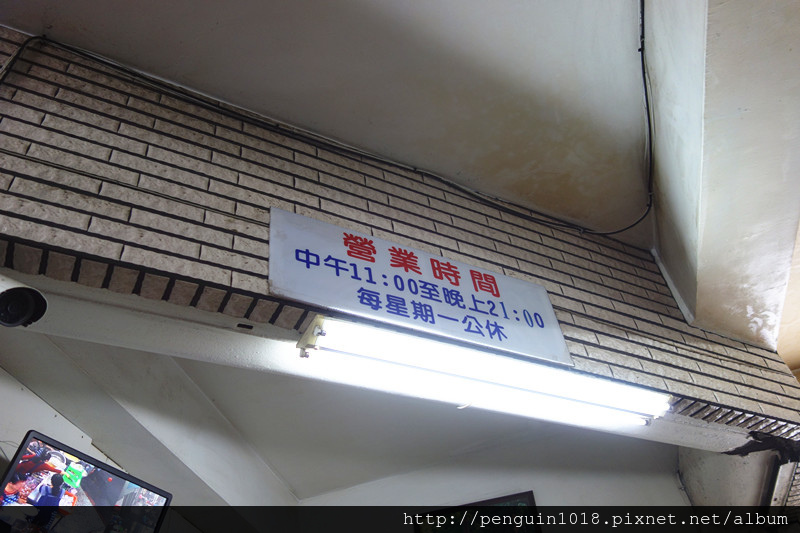 營業時間
中午11:00至晚上21:00
每星期一公休
http://penguin1018.pixnet.net/album